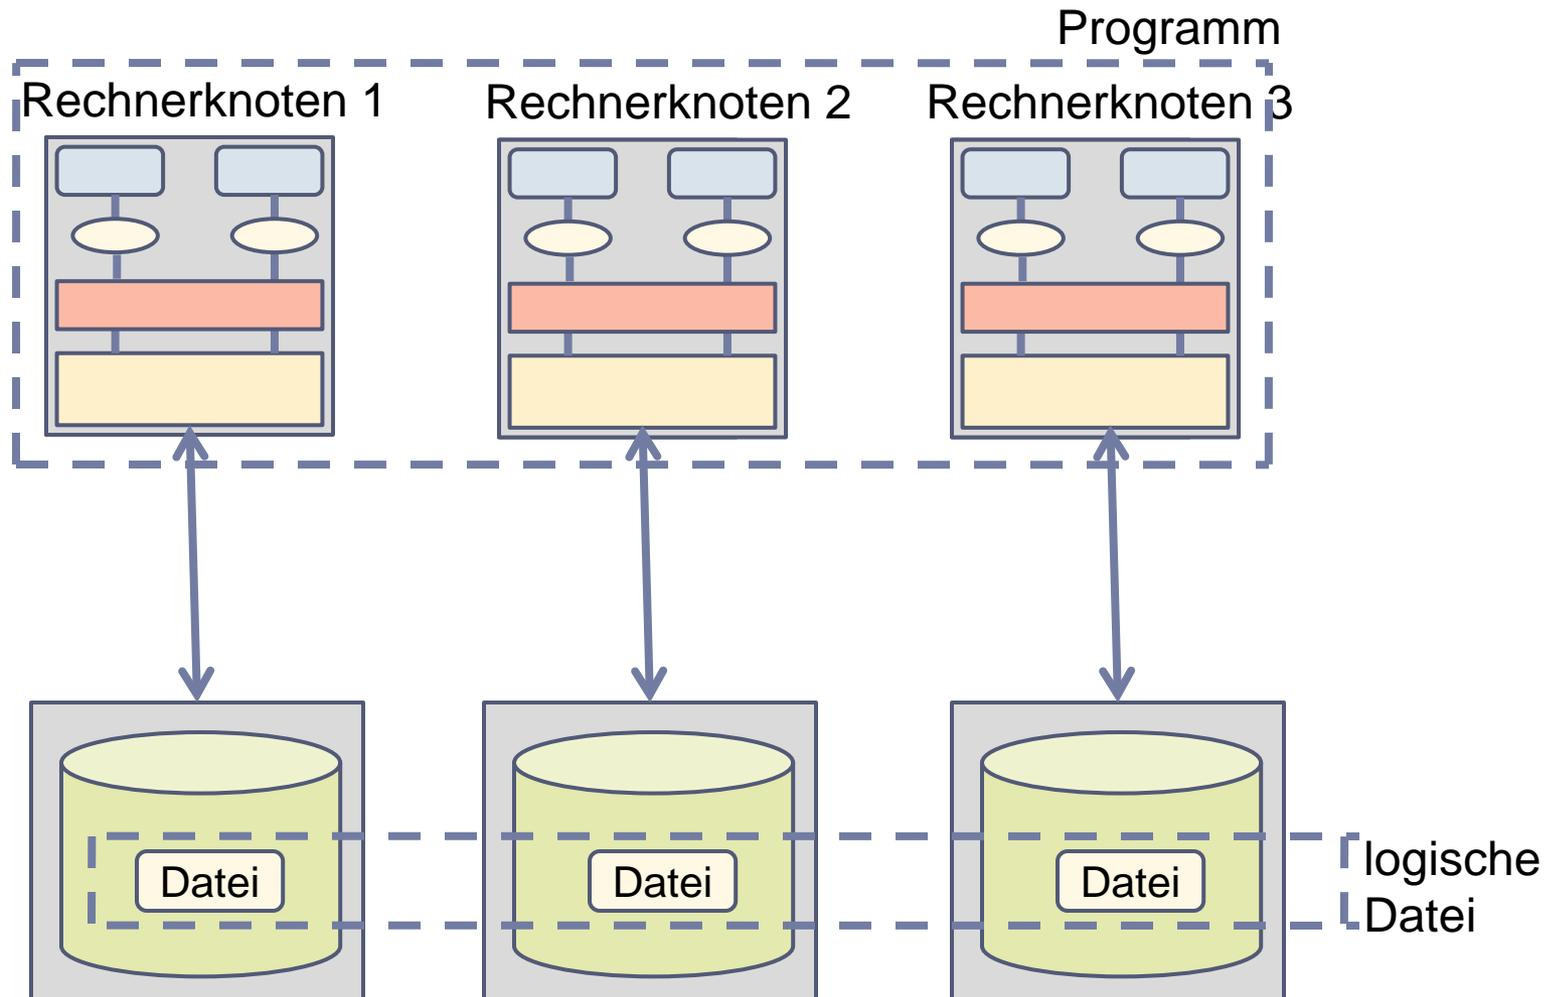 Programm
Rechnerknoten 1
Rechnerknoten 2
Rechnerknoten 3
Datei
Datei
Datei
logische
Datei